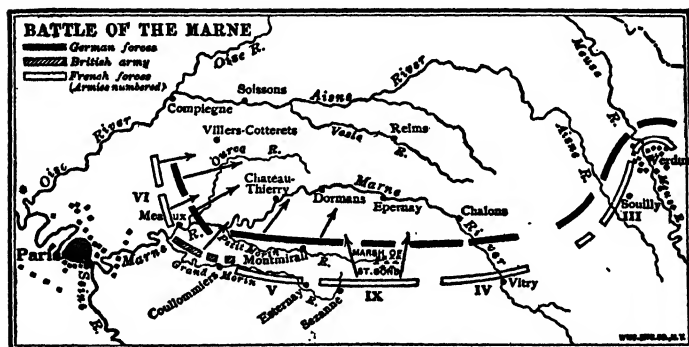 BATTLE OF THE MARNE
German forces
British army
French forces
(Armies numbered)
Oise R.
Oise River
Compiegne
Soissons
Aisne River
Vesle R.
Reims
Villers-Cotterets
Ourcq R.
Chateau-Thierry
Marne River
Dormans
Epernay
Chalons
Meuse R.
Aisne R.
Verdun
Meuse R.
Souilly
III
VI
Meaux
Paris
Marne R.
Seine R.
Petit Morin R.
Montmirail
MARSH OF ST. GOND
Grand Morin R.
Coulommiers
V
Esternay
Sezanne
IX
IV
Vitry